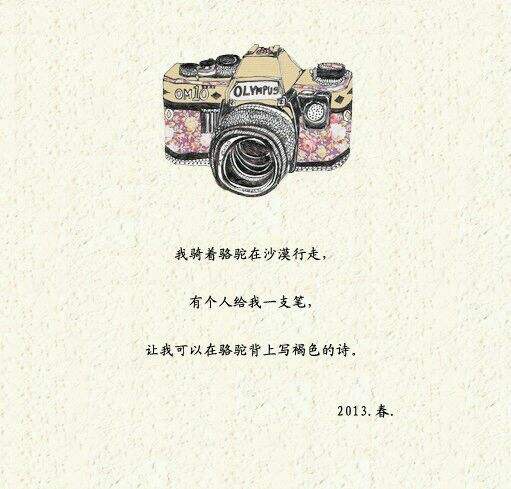 OM10
OLYMPUS
我骑着骆驼在沙漠行走，
有个人给我一支笔，
让我可以在骆驼背上写褐色的诗。
2013.春.